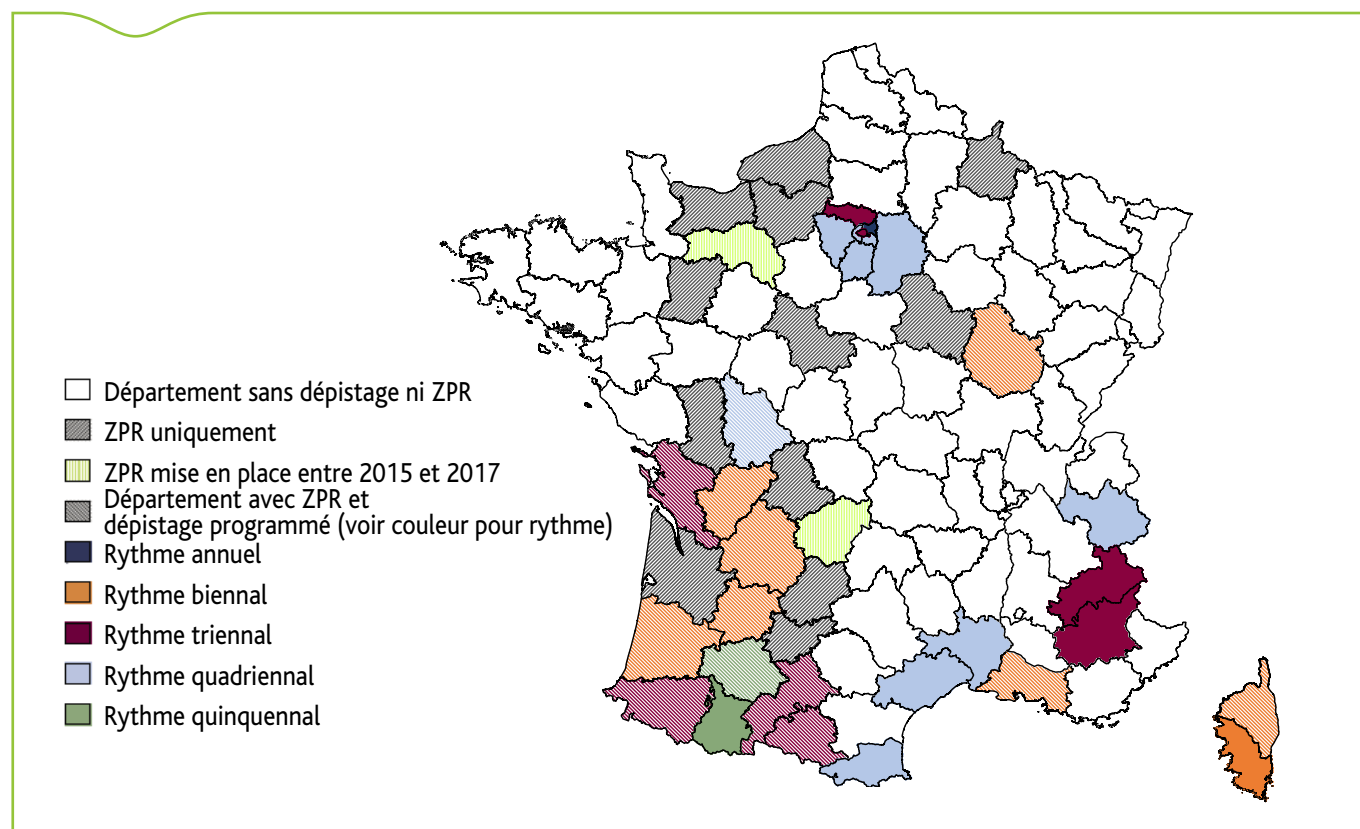 Département sans dépistage ni ZPR
ZPR uniquement
ZPR mise en place entre 2015 et 2017
Département avec ZPR et
dépistage programmé (voir couleur pour rythme)
Rythme annuel
Rythme biennal
Rythme triennal
Rythme quadriennal
Rythme quinquennal